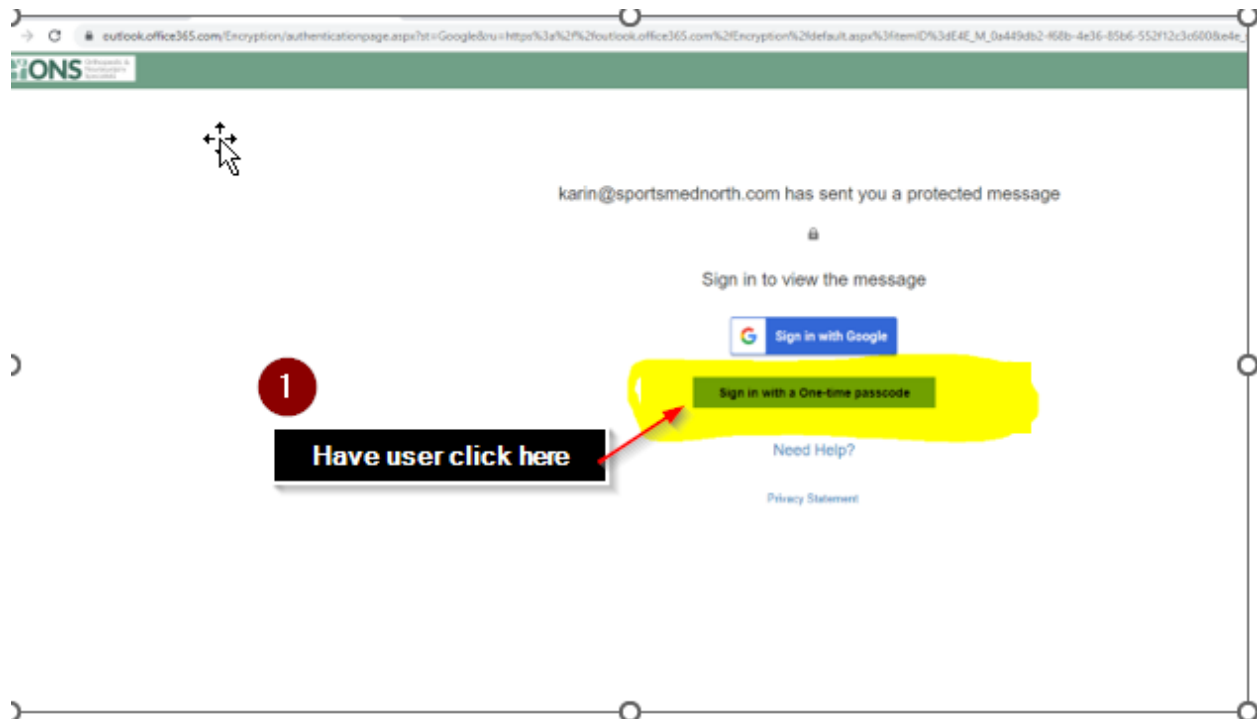 outlook.office365.com/Encryption/authenticationpage.aspx?st=Google&ru=https%3a%2f%2foutlook.office365.com%2fEncryption%2fdefault.aspx%3fitemID%3dE4E_M_0a449db2-f68b-4e36-85b6-552f12c3c600&e4e_
ONS Orthopaedic & Neurosurgery Specialists
karin@sportsmednorth.com has sent you a protected message
Sign in to view the message
G Sign in with Google
1
Sign in with a One-time passcode
Have user click here
Need Help?
Privacy Statement